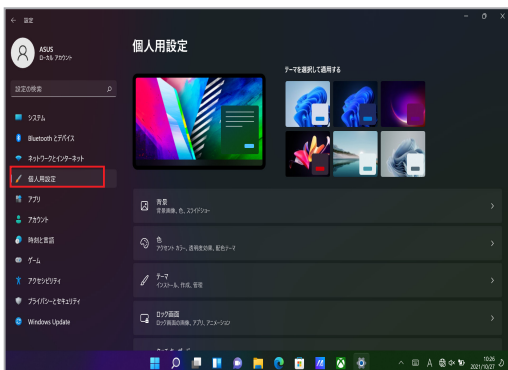 ← 設定
ASUS
ローカル アカウント
設定の検索
システム
Bluetooth とデバイス
ネットワークとインターネット
個人用設定
アプリ
アカウント
時刻と言語
ゲーム
アクセシビリティ
プライバシーとセキュリティ
Windows Update
個人用設定
テーマを選択して適用する
背景
背景画像、色、スライドショー
色
アクセント カラー、透明効果、配色テーマ
テーマ
インストール、作成、管理
ロック画面
ロック画面の画像、アプリ、アニメーション
A
10:26
2021/10/27